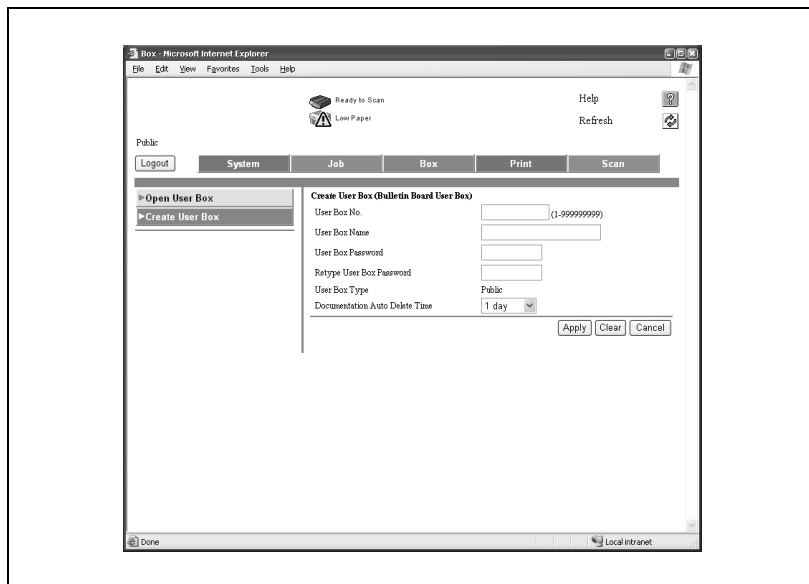 Box - Microsoft Internet Explorer
File Edit View Favorites Tools Help
Ready to Scan
Help
Low Paper
Refresh
Public
Logout System Job Box Print Scan
Open User Box
Create User Box
Create User Box (Bulletin Board User Box)
User Box No. (1-999999999)
User Box Name
User Box Password
Retype User Box Password
User Box Type Public
Documentation Auto Delete Time 1 day
Apply Clear Cancel
Done Local intranet